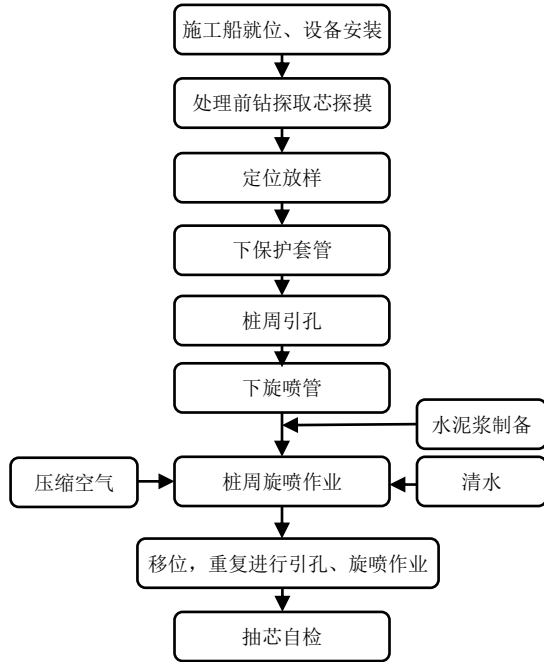 施工船就位、设备安装
处理前钻探取芯探摸
定位放样
下保护套管
桩周引孔
下旋喷管
水泥浆制备
压缩空气
桩周旋喷作业
清水
移位，重复进行引孔、旋喷作业
抽芯自检